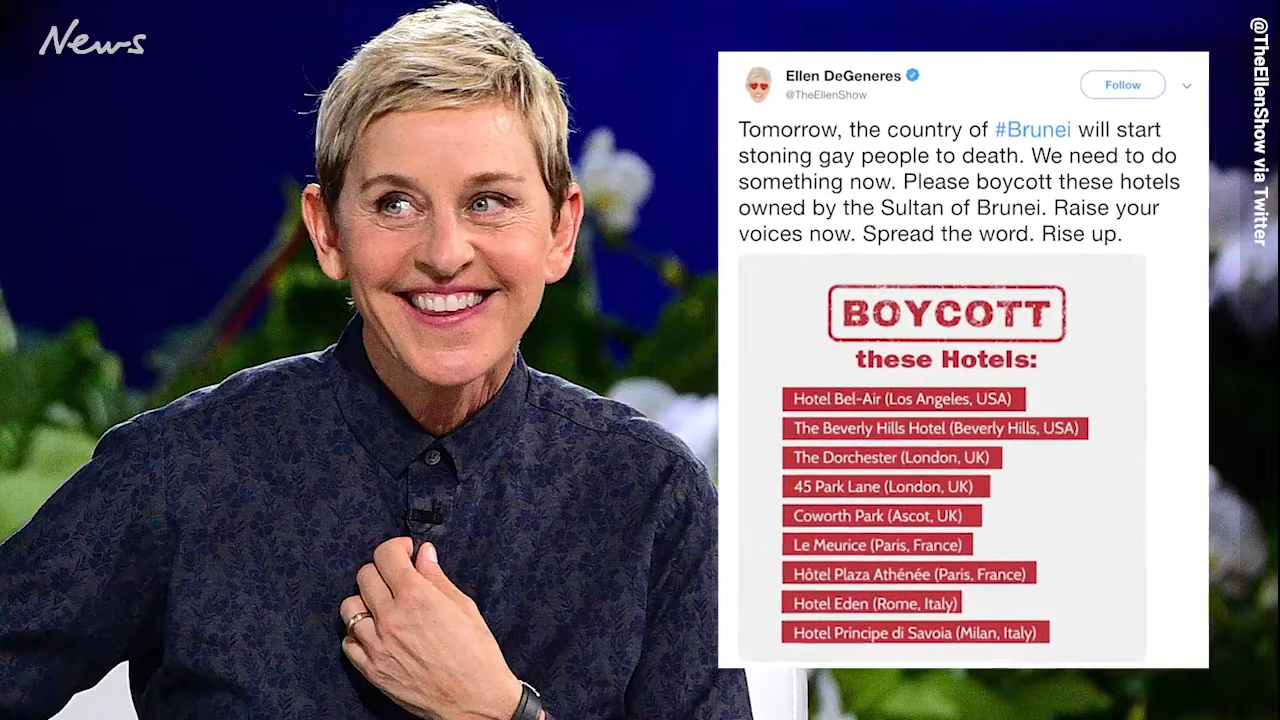 News
Ellen DeGeneres
@TheEllenShow
Follow
Tomorrow, the country of #Brunei will start
stoning gay people to death. We need to do
something now. Please boycott these hotels
owned by the Sultan of Brunei. Raise your
voices now. Spread the word. Rise up.
BOYCOTT
these Hotels:
Hotel Bel-Air (Los Angeles, USA)
The Beverly Hills Hotel (Beverly Hills, USA)
The Dorchester (London, UK)
45 Park Lane (London, UK)
Coworth Park (Ascot, UK)
Le Meurice (Paris, France)
Hôtel Plaza Athénée (Paris, France)
Hotel Eden (Rome, Italy)
Hotel Principe di Savoia (Milan, Italy)
@TheEllenShow via Twitter